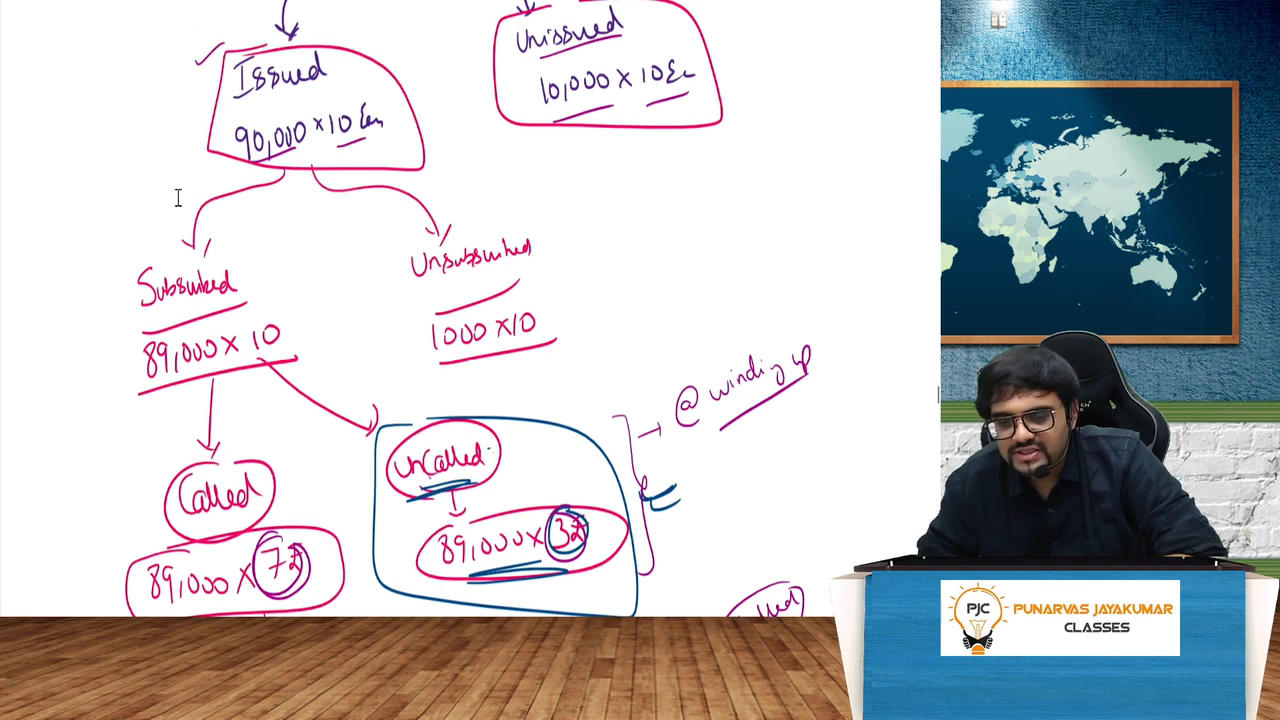 Issued
90,000 × 10 Each
Unissued
10,000 × 10 Ea
Subscribed
89,000 × 10
Unsubscribed
1000 × 10
@ winding up
Called
89,000 × 7₹
Uncalled
89,000 × 3₹
PJC
PUNARVAS JAYAKUMAR
CLASSES